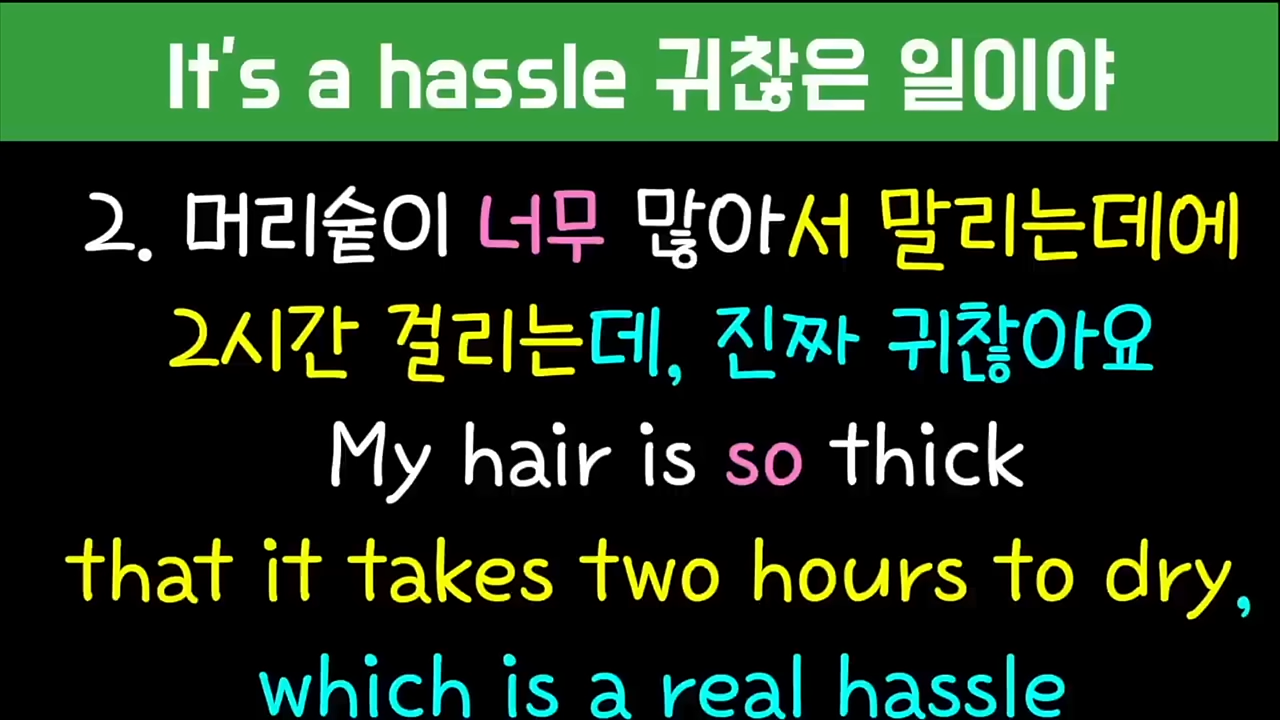 It's a hassle 귀찮은 일이야
2. 머리숱이 너무 많아서 말리는데에
2시간 걸리는데, 진짜 귀찮아요
My hair is so thick
that it takes two hours to dry,
which is a real hassle